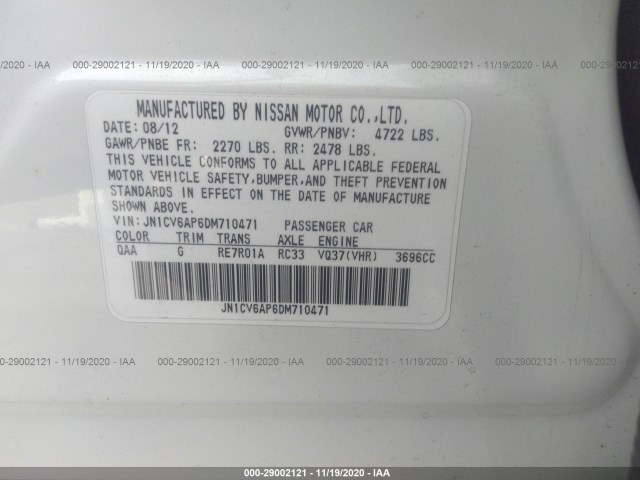 000-29002121 - 11/19/2020 - IAA 000-29002121 - 11/19/2020 - IAA 000-29002121 - 11/19/2020 - IAA
MANUFACTURED BY NISSAN MOTOR CO.,LTD.
DATE: 08/12 GVWR/PNBV: 4722 LBS.
GAWR/PNBE FR: 2270 LBS. RR: 2478 LBS.
THIS VEHICLE CONFORMS TO ALL APPLICABLE FEDERAL
MOTOR VEHICLE SAFETY,BUMPER,AND THEFT PREVENTION
STANDARDS IN EFFECT ON THE DATE OF MANUFACTURE
SHOWN ABOVE.
VIN:JN1CV6AP6DM710471 PASSENGER CAR
COLOR TRIM TRANS AXLE ENGINE
QAA G RE7R01A RC33 VQ37(VHR) 3696CC
JN1CV6AP6DM710471
000-29002121 - 11/19/2020 - IAA 000-29002121 - 11/19/2020 - IAA 000-29002121 - 11/19/2020 - IAA
000-29002121 - 11/19/2020 - IAA